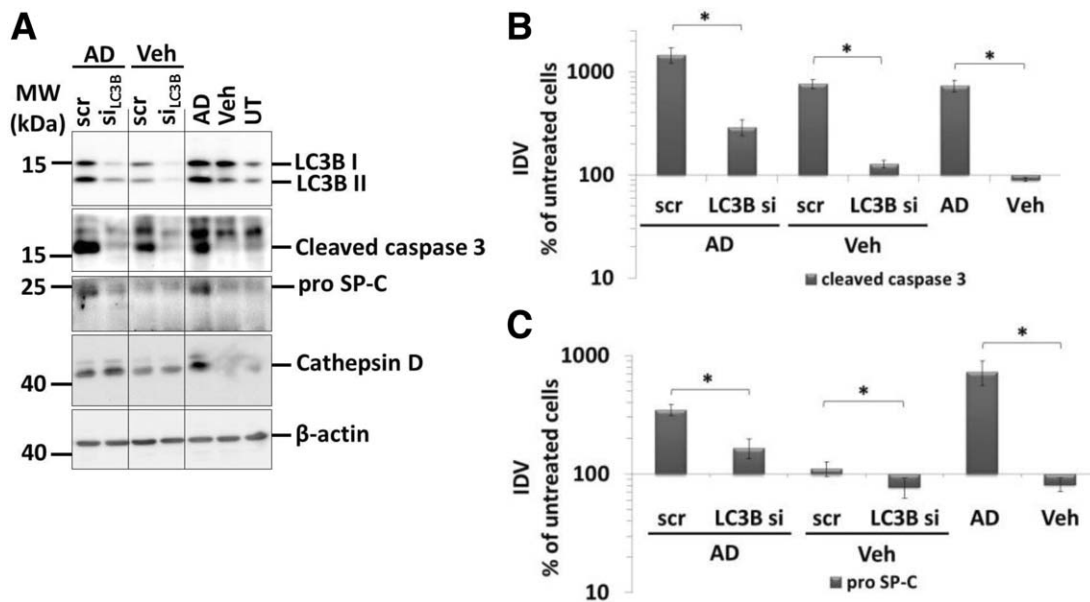 A
AD Veh
MW
(kDa)
scr si_LC3B scr si_LC3B AD Veh UT
15 LC3B I
LC3B II
15 Cleaved caspase 3
25 pro SP-C
Cathepsin D
40
β-actin
40
B
IDV
% of untreated cells
1000
100
10
* * *
scr LC3B si scr LC3B si AD Veh
AD Veh
cleaved caspase 3
C
IDV
% of untreated cells
1000
100
10
* * *
scr LC3B si scr LC3B si AD Veh
AD Veh
pro SP-C